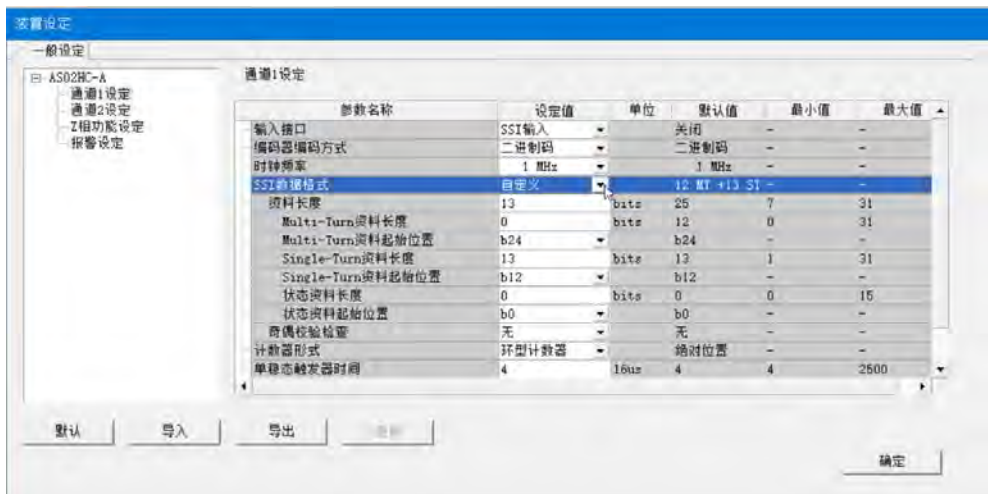 装置设定
一般设定
AS02HC-A
通道1设定
通道2设定
Z相功能设定
报警设定
通道1设定
参数名称 设定值 单位 默认值 最小值 最大值
输入接口 SSI输入 关闭 - -
编码器编码方式 二进制码 二进制码 - -
时钟频率 1 MHz 1 MHz - -
SSI数据格式 自定义 12 MT +13 ST - -
资料长度 13 bits 25 7 31
Multi-Turn资料长度 0 bits 12 0 31
Multi-Turn资料起始位置 b24 b24 - -
Single-Turn资料长度 13 bits 13 1 31
Single-Turn资料起始位置 b12 b12 - -
状态资料长度 0 bits 0 0 15
状态资料起始位置 b0 b0 - -
奇偶校验检查 无 无 - -
计数器形式 环型计数器 绝对位置 - -
单稳态触发器时间 4 16us 4 4 2500
默认 导入 导出
确定